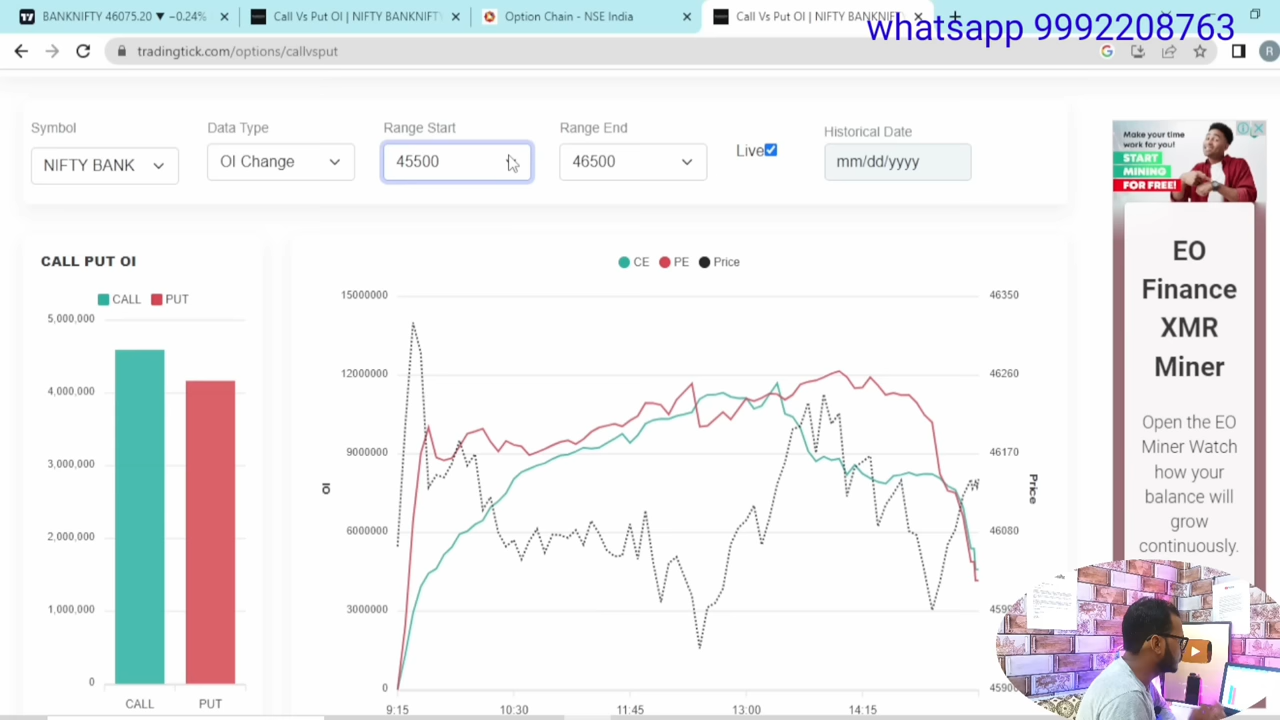 BANKNIFTY 46075.20 ▼ −0.24%
Call Vs Put OI | NIFTY BANKNIFTY
Option Chain - NSE India
Call Vs Put OI | NIFTY BANKNIFT
whatsapp 9992208763
tradingtick.com/options/callvsput
R
Symbol
Data Type
Range Start
Range End
Live
Historical Date
NIFTY BANK
OI Change
45500
46500
mm/dd/yyyy
CALL PUT OI
CALL PUT
5,000,000
4,000,000
3,000,000
2,000,000
1,000,000
0
CALL PUT
CE PE Price
15000000
12000000
9000000
6000000
3000000
0
OI
46350
46260
46170
46080
45900
Price
9:15 10:30 11:45 13:00 14:15
Make your time
work for you!
START
MINING
FOR FREE!
EO
Finance
XMR
Miner
Open the EO
Miner Watch
how your
balance will
grow
continuously.